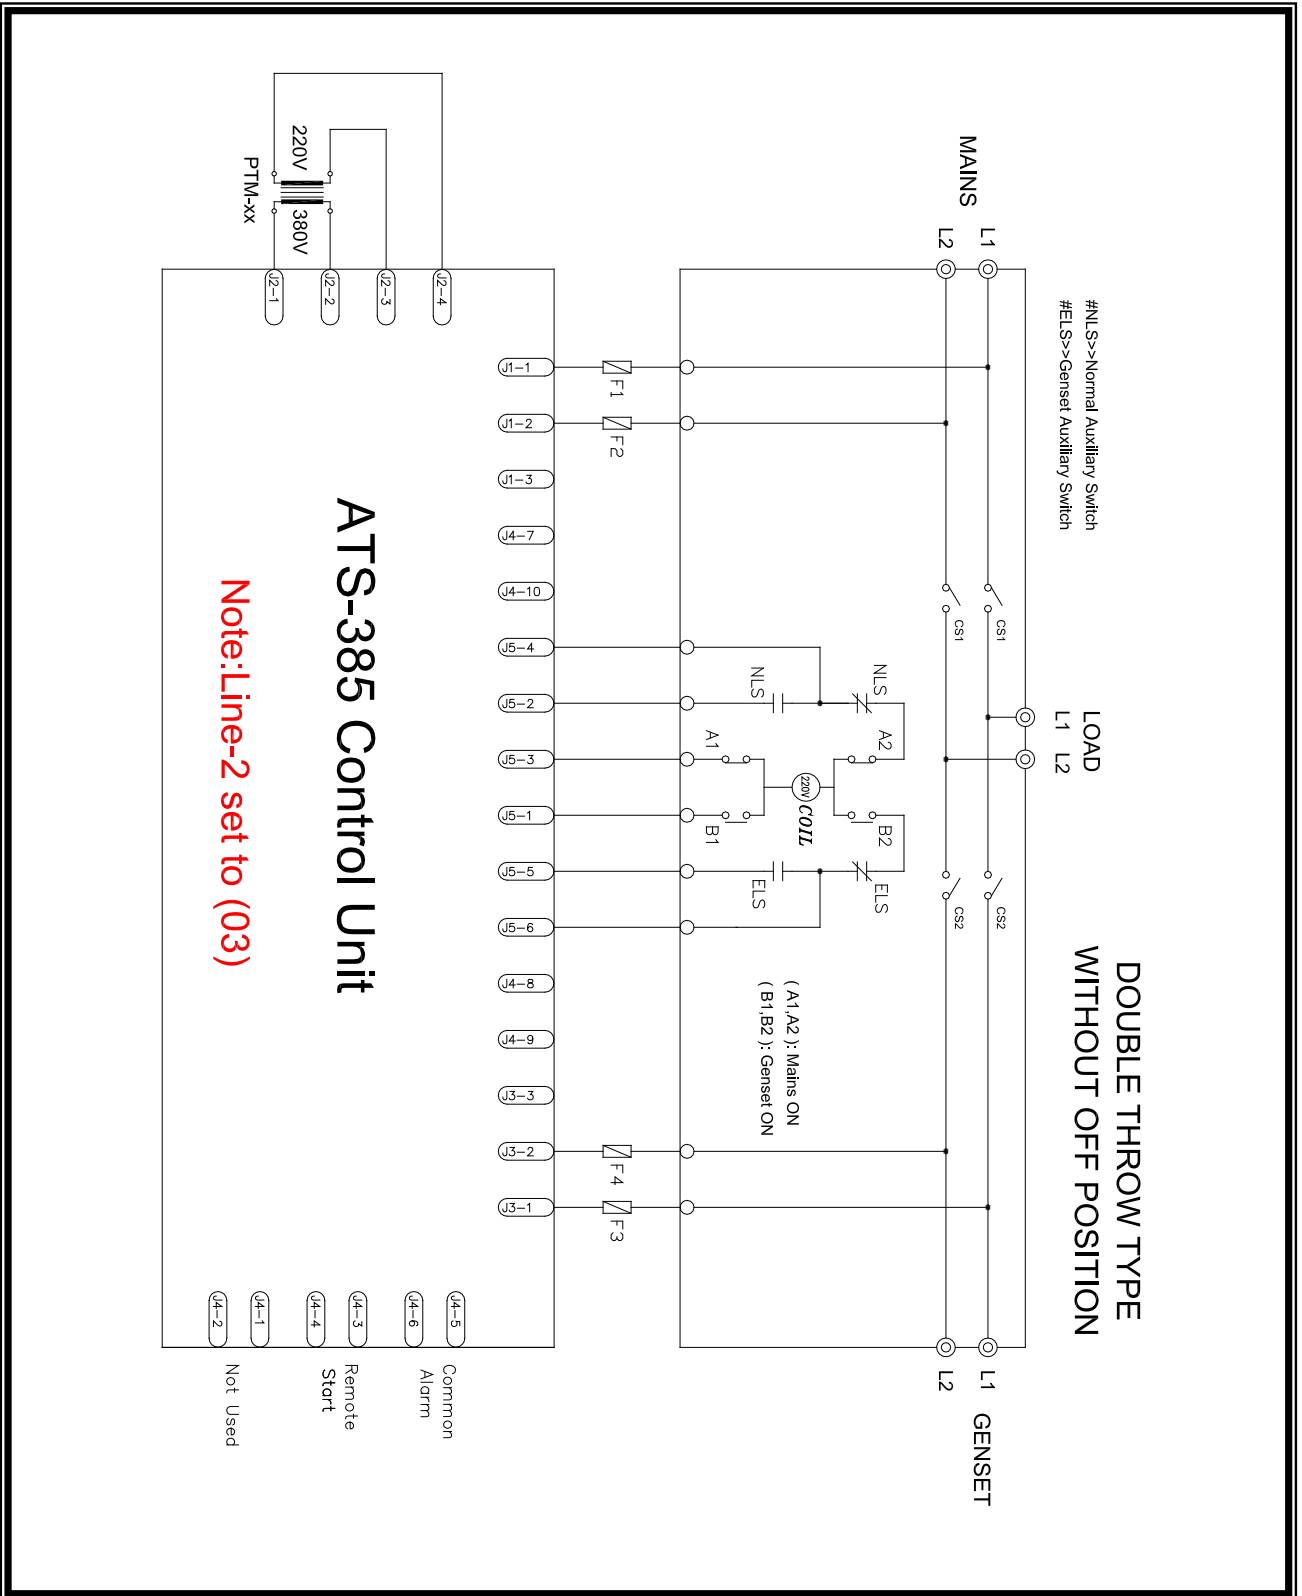 DOUBLE THROW TYPE
WITHOUT OFF POSITION
#NLS>>Normal Auxiliary Switch
#ELS>>Genset Auxiliary Switch
LOAD
L1 L2
MAINS
L1
L2
CS1
CS1
CS2
CS2
L1
L2
GENSET
NLS
NLS
A2
A1
220V
COIL
B2
B1
ELS
ELS
( A1,A2 ): Mains ON
( B1,B2 ): Genset ON
F1
F2
F4
F3
J1-1
J1-2
J1-3
J4-7
J4-10
J5-4
J5-2
J5-3
J5-1
J5-5
J5-6
J4-8
J4-9
J3-3
J3-2
J3-1
J2-4
J2-3
J2-2
J2-1
220V
380V
PTM-xx
ATS-385 Control Unit
Note:Line-2 set to (03)
J4-5
J4-6
J4-3
J4-4
J4-1
J4-2
Common
Alarm
Remote
Start
Not Used